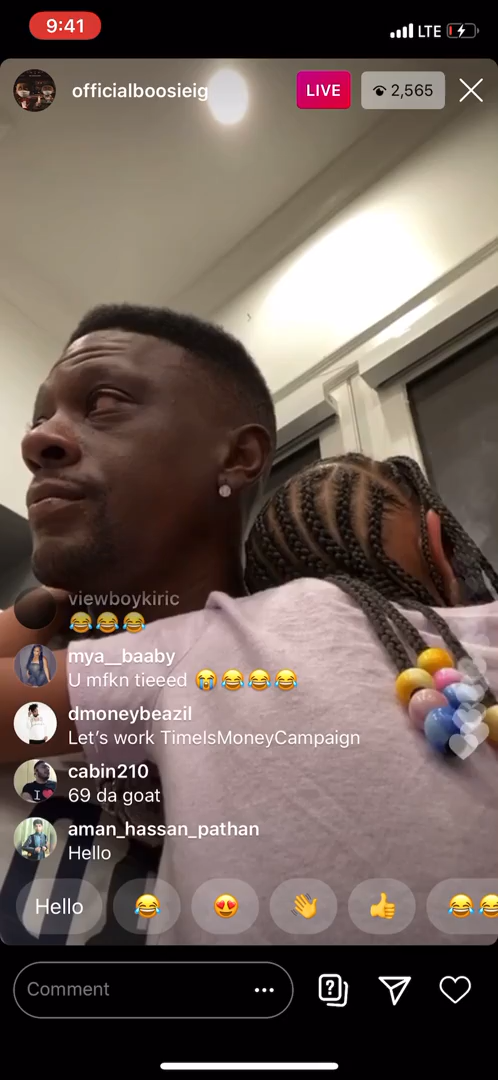 9:41
LTE
officialboosieig
LIVE
2,565
viewboykiric
😂😂😂
mya__baaby
U mfkn tieeed 😭😂😂😂
dmoneybeazil
Let's work TimeIsMoneyCampaign
cabin210
69 da goat
aman_hassan_pathan
Hello
Hello 😂 😍 👋 👍 😂😂
Comment